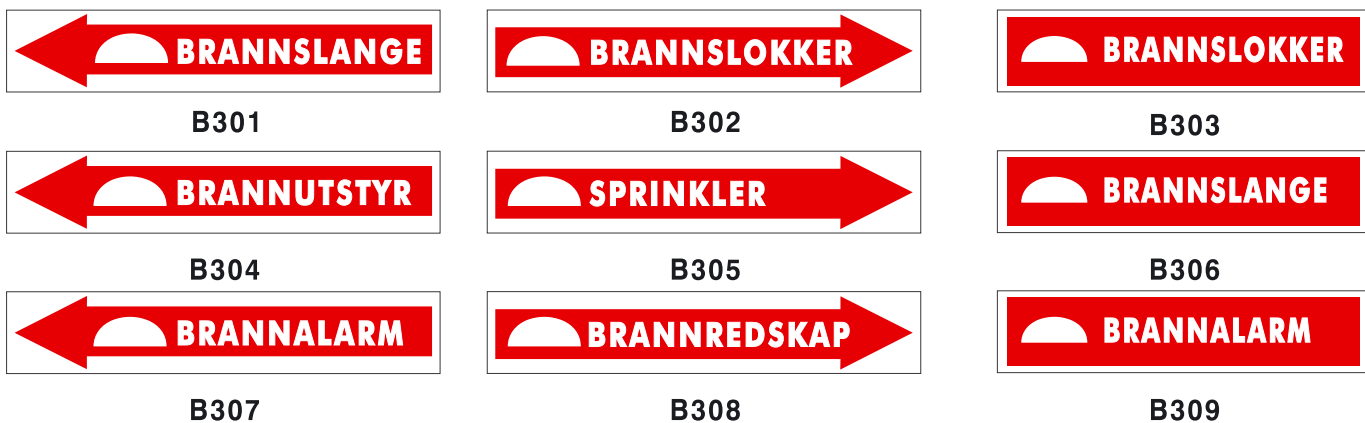 BRANNSLANGE
BRANNSLOKKER
BRANNSLOKKER
B301
B302
B303
BRANNUTSTYR
SPRINKLER
BRANNSLANGE
B304
B305
B306
BRANNALARM
BRANNREDSKAP
BRANNALARM
B307
B308
B309